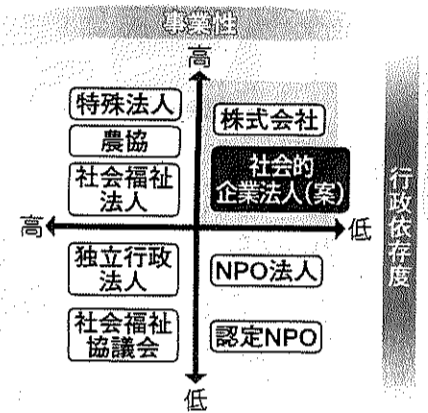 事業性
高
特殊法人
農協
社会福祉
法人
株式会社
社会的
企業法人(案)
高
低
行政依存度
独立行政
法人
NPO法人
社会福祉
協議会
認定NPO
低